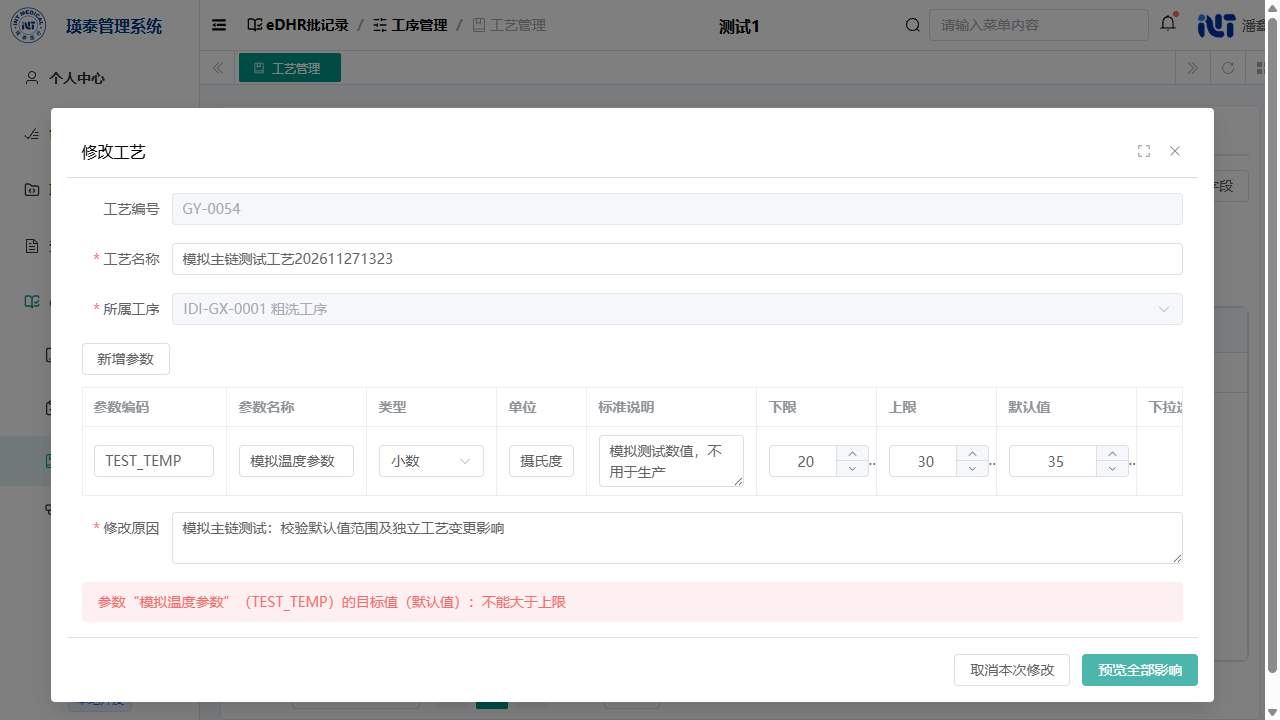 瑛泰管理系统
eDHR批记录 / 工序管理 / 工艺管理
测试1
请输入菜单内容
个人中心
工艺管理
修改工艺
工艺编号 GY-0054
* 工艺名称 模拟主链测试工艺202611271323
* 所属工序 IDI-GX-0001 粗洗工序
新增参数
参数编码 参数名称 类型 单位 标准说明 下限 上限 默认值
TEST_TEMP 模拟温度参数 小数 摄氏度 模拟测试数值，不 20 30 35
用于生产
* 修改原因 模拟主链测试：校验默认值范围及独立工艺变更影响
参数“模拟温度参数”（TEST_TEMP）的目标值（默认值）：不能大于上限
取消本次修改 预览全部影响